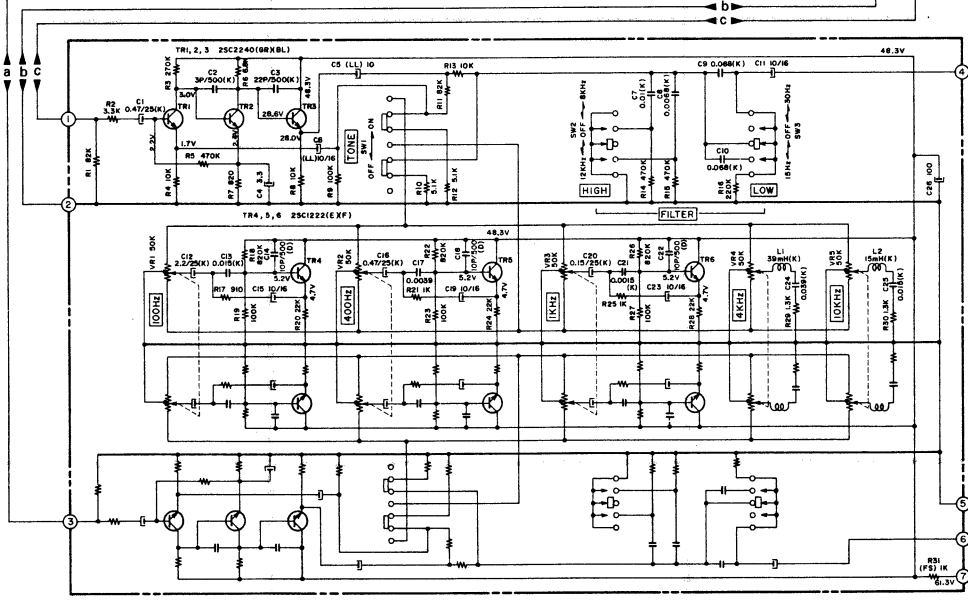 b
c
a b c
TR1, 2, 3 2SC2240(GR)(BL)
48.3V
R3 270K
C2
3P/500(K)
R6 6.8K
C3
22P/500(K)
48.3V
C5 (LL) 10
R13 10K
R11 82K
C9 0.068(K)
C11 10/16
4
R2
3.3K
C1
0.47/25(K)
3.0V
TR1
TR2
28.6V
TR3
1
2.2V
1.7V
28.0V
C6
(LL)10/16
R1 82K
R5 470K
R4 10K
R7 820
C4 3.3
R8 10K
R9 100K
TONE
SW1
ON
OFF
R10
5.1K
R12 5.1K
8KHz
SW2
OFF
12KHz
C7
0.01(K)
C8
0.0068(K)
R14 470K
R15 470K
C10
0.068(K)
R16
220K
30Hz
OFF
SW3
15Hz
C26 100
HIGH
LOW
FILTER
2
TR4, 5, 6 2SC1222(E)(F)
48.3V
VR1 50K
C12
2.2/25(K)
C13
0.015(K)
R18
820K
C14
10P/500
(D)
TR4
5.2V
4.7V
R17 910
C15 10/16
R19
100K
R20 22K
100Hz
VR2
50K
C16
0.47/25(K)
C17
0.0039
R22
820K
C18
10P/500
(D)
TR5
5.2V
4.7V
R21 1K
C19 10/16
R23
100K
R24 22K
400Hz
VR3
50K
C20
0.15/25(K)
C21
0.0015
(K)
R26
820K
C22
10P/500
(D)
TR6
5.2V
4.7V
R25 1K
C23 10/16
R27
100K
R28 22K
1KHz
VR4
50K
L1
39mH(K)
C24
0.039(K)
R29 1.3K
4KHz
VR5
50K
L2
15mH(K)
C25
0.015(K)
R30 1.3K
10KHz
3
5
6
R31
(FS) 1K
7
61.3V